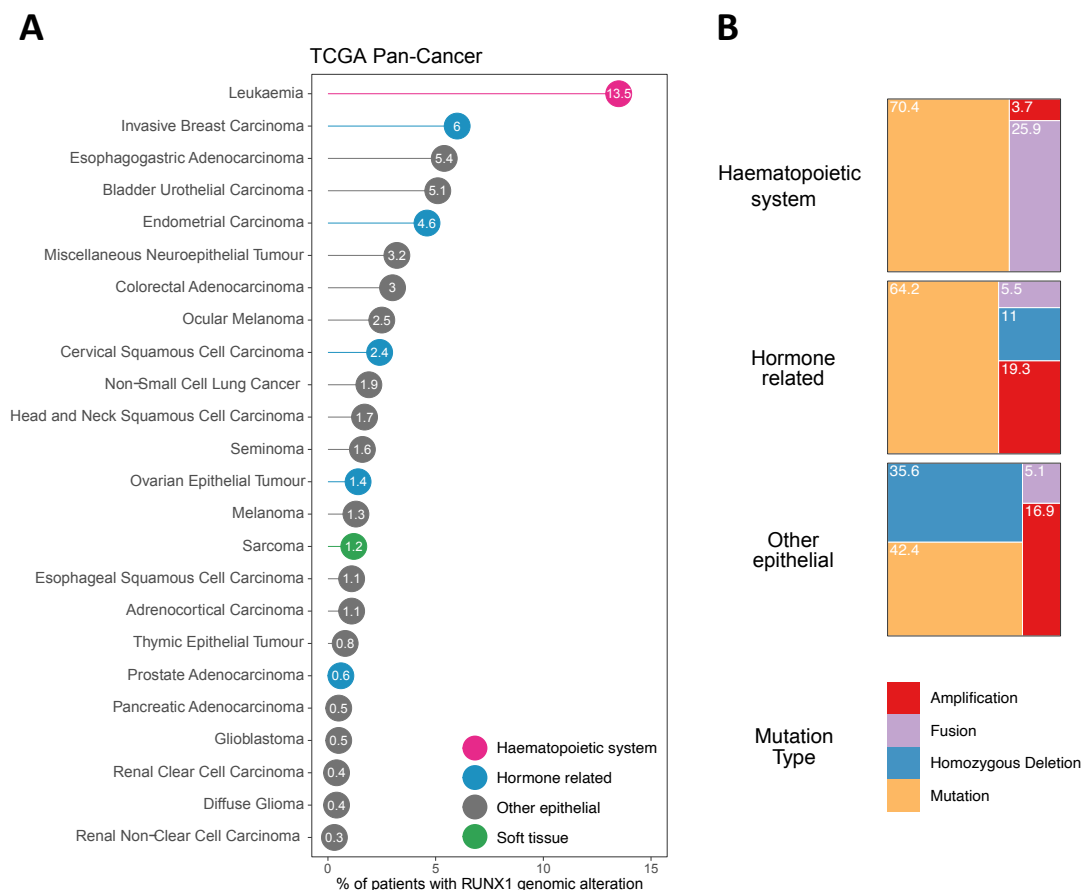 A
B
TCGA Pan-Cancer
Leukaemia 13.5
Invasive Breast Carcinoma 6
Esophagogastric Adenocarcinoma 5.4
Bladder Urothelial Carcinoma 5.1
Endometrial Carcinoma 4.6
Miscellaneous Neuroepithelial Tumour 3.2
Colorectal Adenocarcinoma 3
Ocular Melanoma 2.5
Cervical Squamous Cell Carcinoma 2.4
Non-Small Cell Lung Cancer 1.9
Head and Neck Squamous Cell Carcinoma 1.7
Seminoma 1.6
Ovarian Epithelial Tumour 1.4
Melanoma 1.3
Sarcoma 1.2
Esophageal Squamous Cell Carcinoma 1.1
Adrenocortical Carcinoma 1.1
Thymic Epithelial Tumour 0.8
Prostate Adenocarcinoma 0.6
Pancreatic Adenocarcinoma 0.5
Glioblastoma 0.5
Renal Clear Cell Carcinoma 0.4
Diffuse Glioma 0.4
Renal Non-Clear Cell Carcinoma 0.3
Haematopoietic system
Hormone related
Other epithelial
Soft tissue
0 5 10 15
% of patients with RUNX1 genomic alteration
Haematopoietic
system
70.4 3.7
25.9
Hormone
related
64.2 5.5
11
19.3
Other
epithelial
35.6 5.1
16.9
42.4
Mutation
Type
Amplification
Fusion
Homozygous Deletion
Mutation